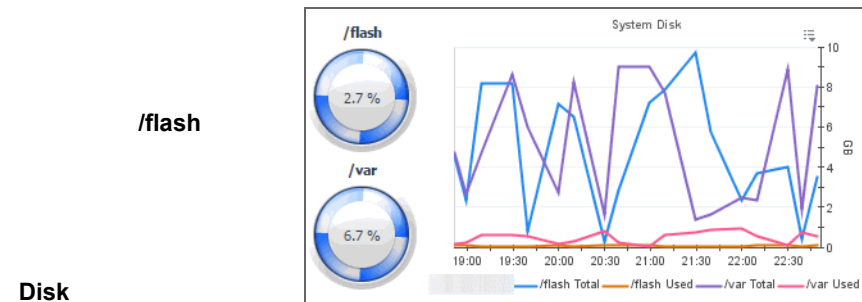 /flash
System Disk
/flash
2.7 %
/var
6.7 %
10
8
6
4
2
0
GB
19:00 19:30 20:00 20:30 21:00 21:30 22:00 22:30
/flash Total /flash Used /var Total /var Used
Disk